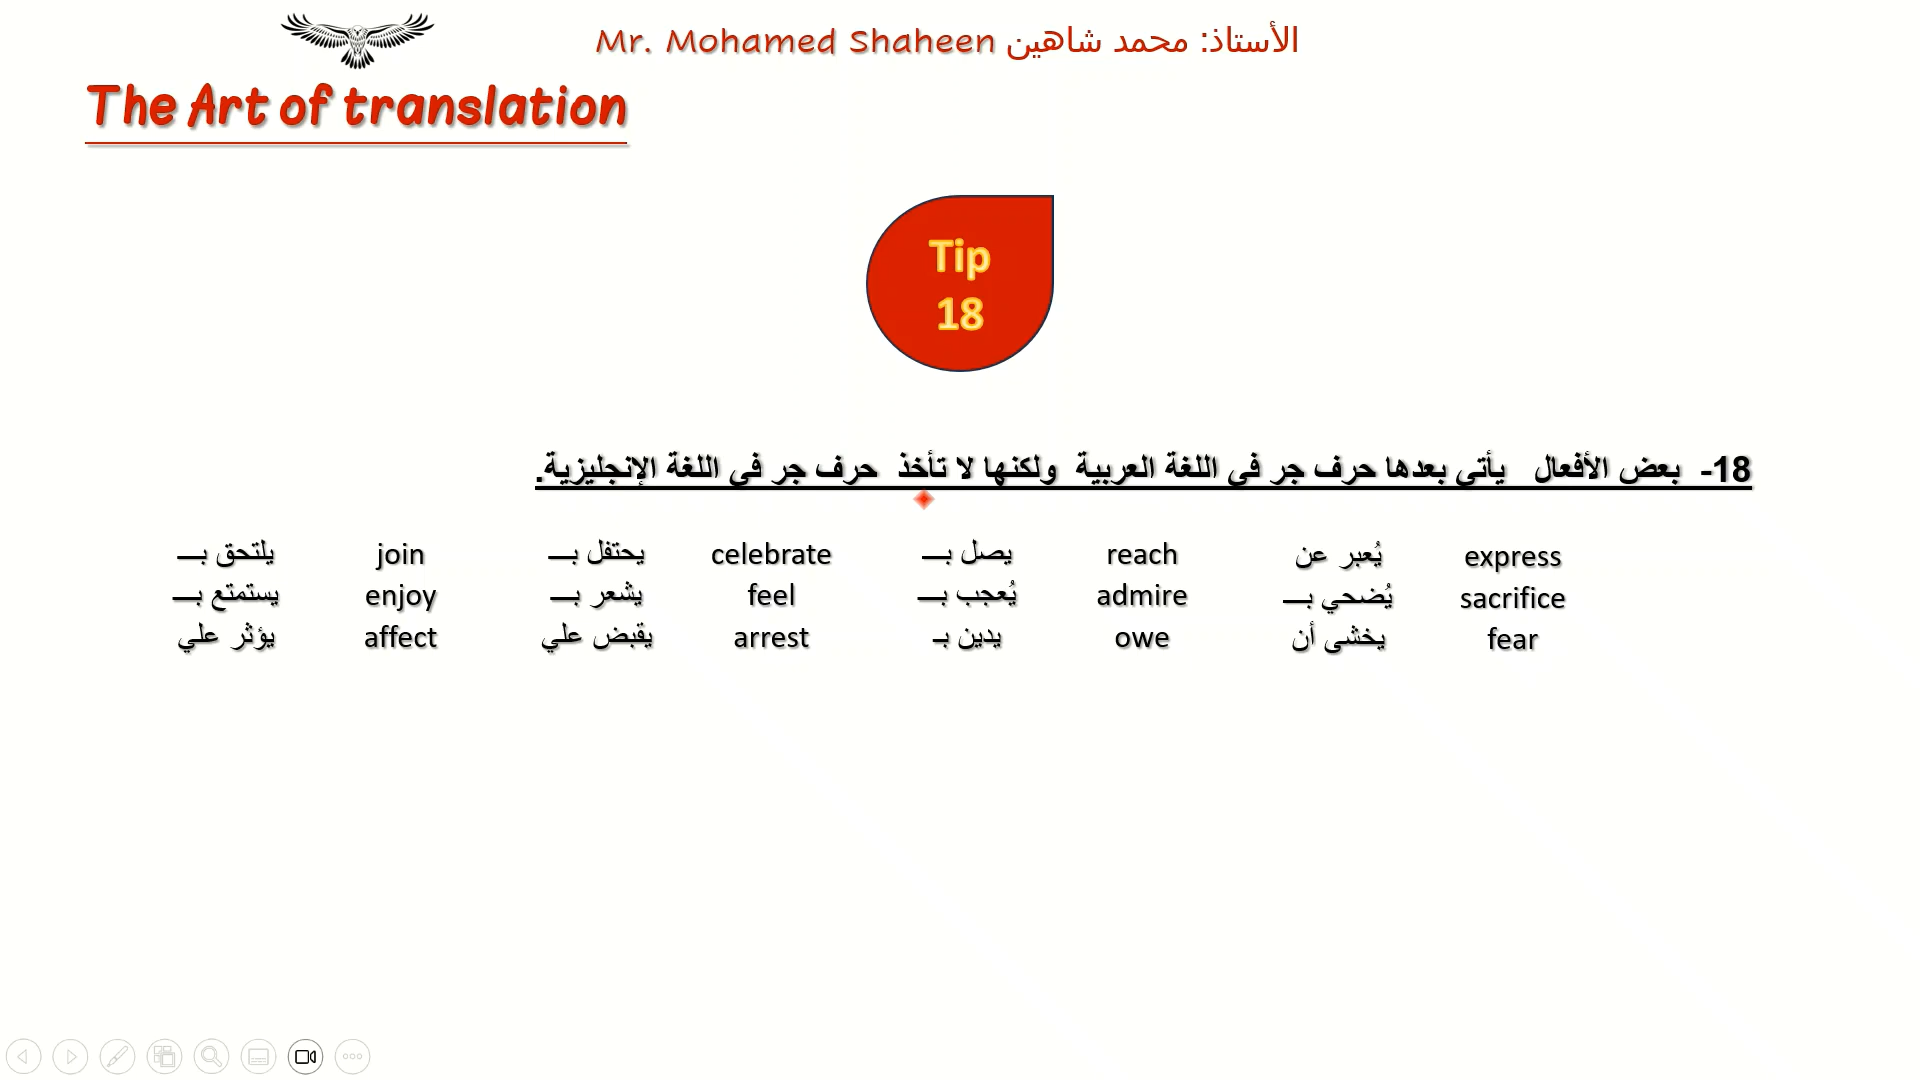 الأستاذ: محمد شاهين Mr. Mohamed Shaheen
The Art of translation
Tip
18
18- بعض الأفعال يأتي بعدها حرف جر في اللغة العربية ولكنها لا تأخذ حرف جر في اللغة الإنجليزية.
express يُعبر عن reach يصل بــ celebrate يحتفل بــ join يلتحق بــ
sacrifice يُضحي بــ admire يُعجب بــ feel يشعر بــ enjoy يستمتع بــ
fear يخشى أن owe يدين بـ arrest يقبض علي affect يؤثر علي